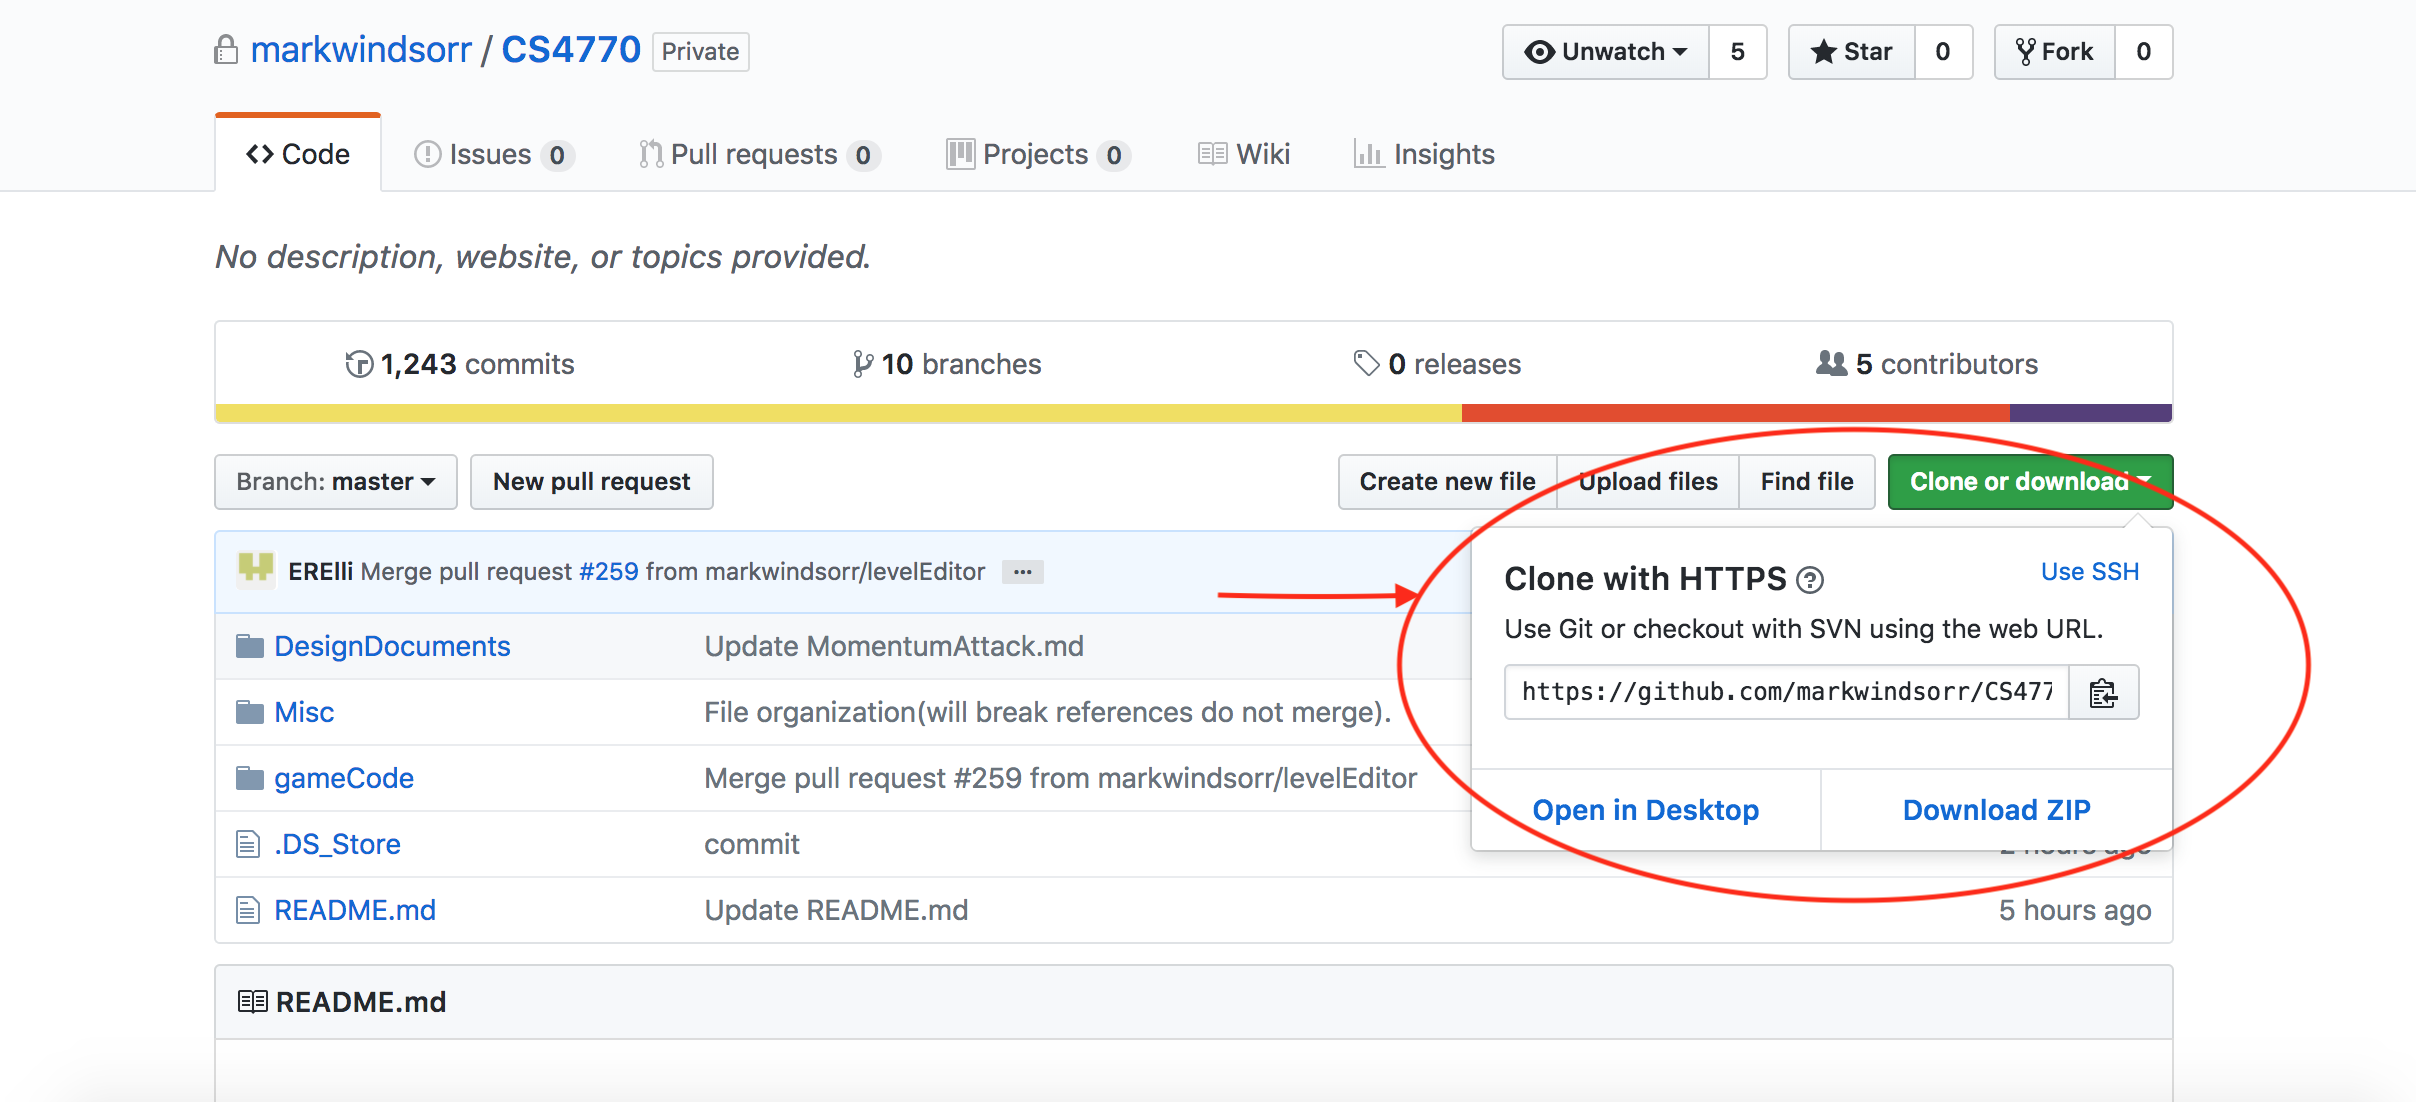 markwindsorr / CS4770 Private
Unwatch 5 Star 0 Fork 0
Code Issues 0 Pull requests 0 Projects 0 Wiki Insights
No description, website, or topics provided.
1,243 commits 10 branches 0 releases 5 contributors
Branch: master New pull request Create new file Upload files Find file Clone or download
ERElli Merge pull request #259 from markwindsorr/levelEditor ...
Clone with HTTPS ? Use SSH
Use Git or checkout with SVN using the web URL.
https://github.com/markwindsorr/CS477
Open in Desktop Download ZIP
DesignDocuments Update MomentumAttack.md
Misc File organization(will break references do not merge).
gameCode Merge pull request #259 from markwindsorr/levelEditor
.DS_Store commit 2 hours ago
README.md Update README.md 5 hours ago
README.md